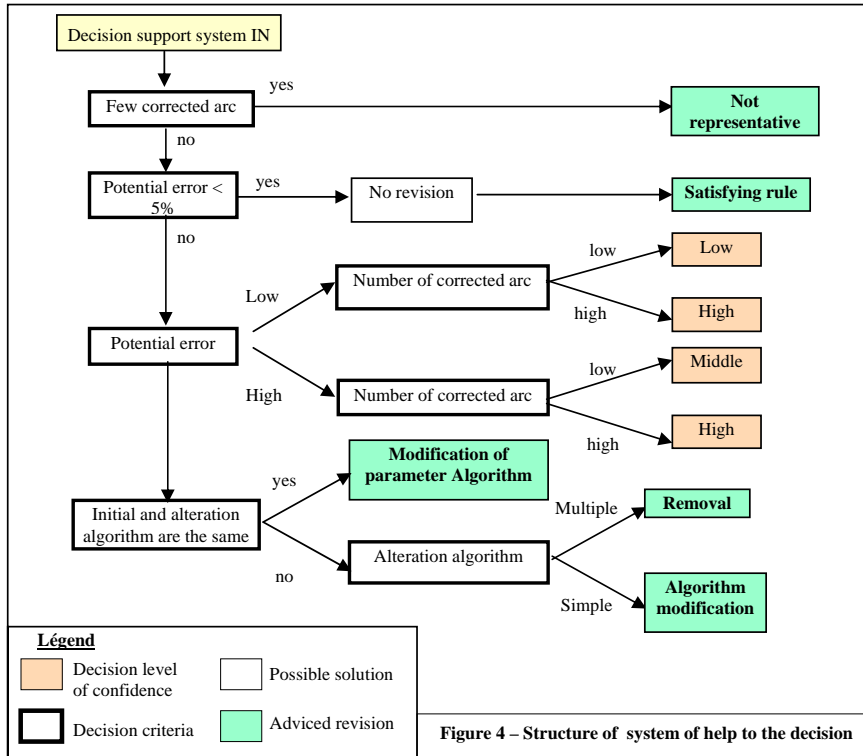 Decision support system IN
yes
Few corrected arc
Not
representative
no
Potential error <
5%
yes
No revision
Satisfying rule
no
Low
Number of corrected arc
low
Low
high
High
Potential error
High
Number of corrected arc
low
Middle
high
High
yes
Modification of
parameter Algorithm
Initial and alteration
algorithm are the same
no
Alteration algorithm
Multiple
Removal
Simple
Algorithm
modification
Légend
Decision level
of confidence
Possible solution
Decision criteria
Adviced revision
Figure 4 – Structure of system of help to the decision